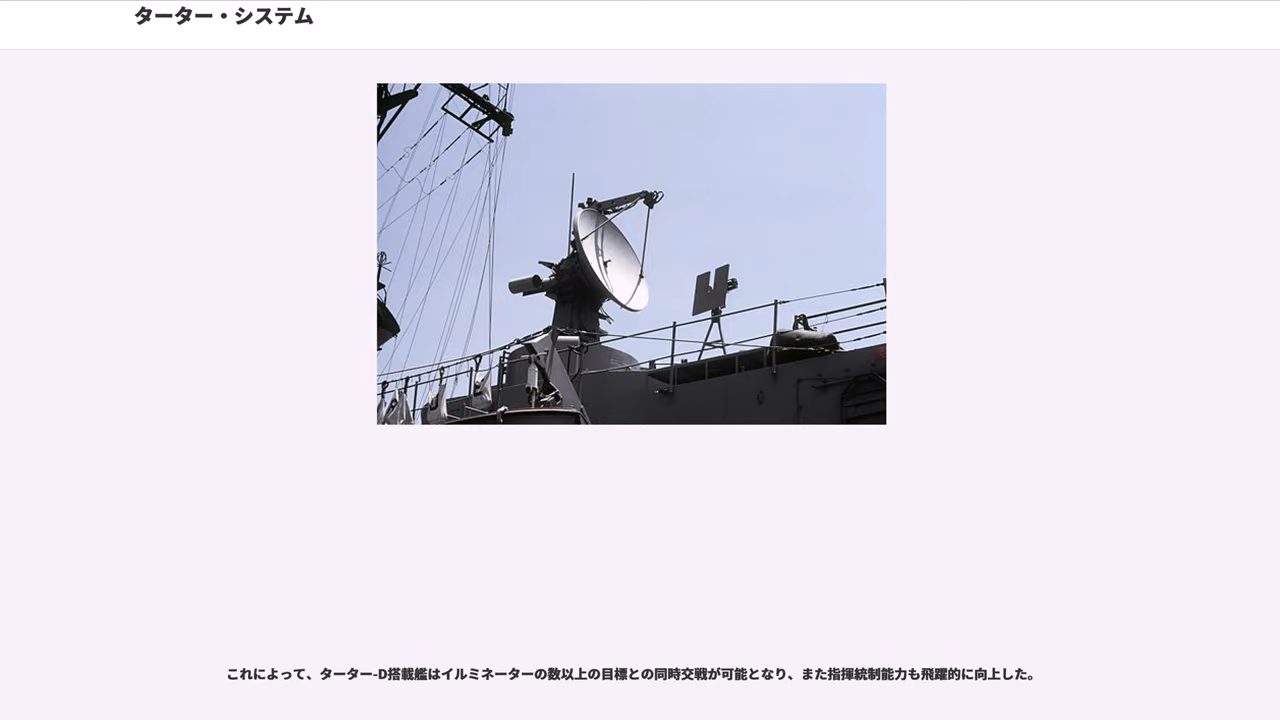 ターター・システム
これによって、ターター-D搭載艦はイルミネーターの数以上の目標との同時交戦が可能となり、また指揮統制能力も飛躍的に向上した。